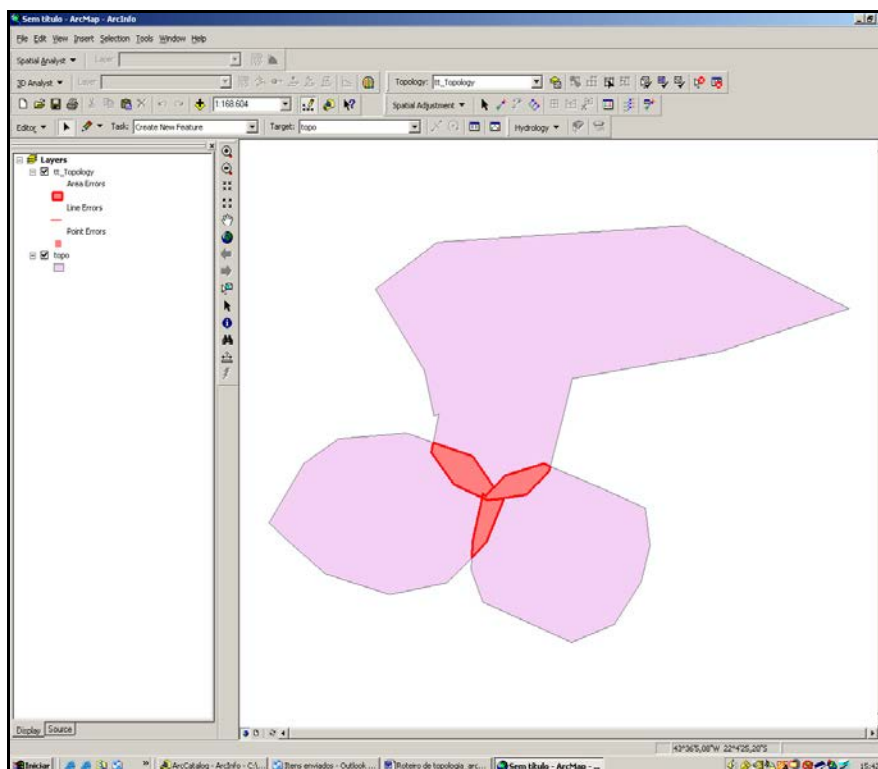 Sem título - ArcMap - ArcInfo
File Edit View Insert Selection Tools Window Help
Spatial Analyst Layer:
3D Analyst Layer: Topology: tt_Topology
1:168.604 Spatial Adjustment
Editor Task: Create New Feature Target: topo Hydrology
Layers
tt_Topology
Area Errors
Line Errors
Point Errors
topo
Display Source
43°36'5,08"W 22°4'25,20"S
Iniciar » ArcCatalog - ArcInfo - C:\... Itens enviados - Outlook ... Roteiro de topologia_arc... Sem título - ArcMap - ...